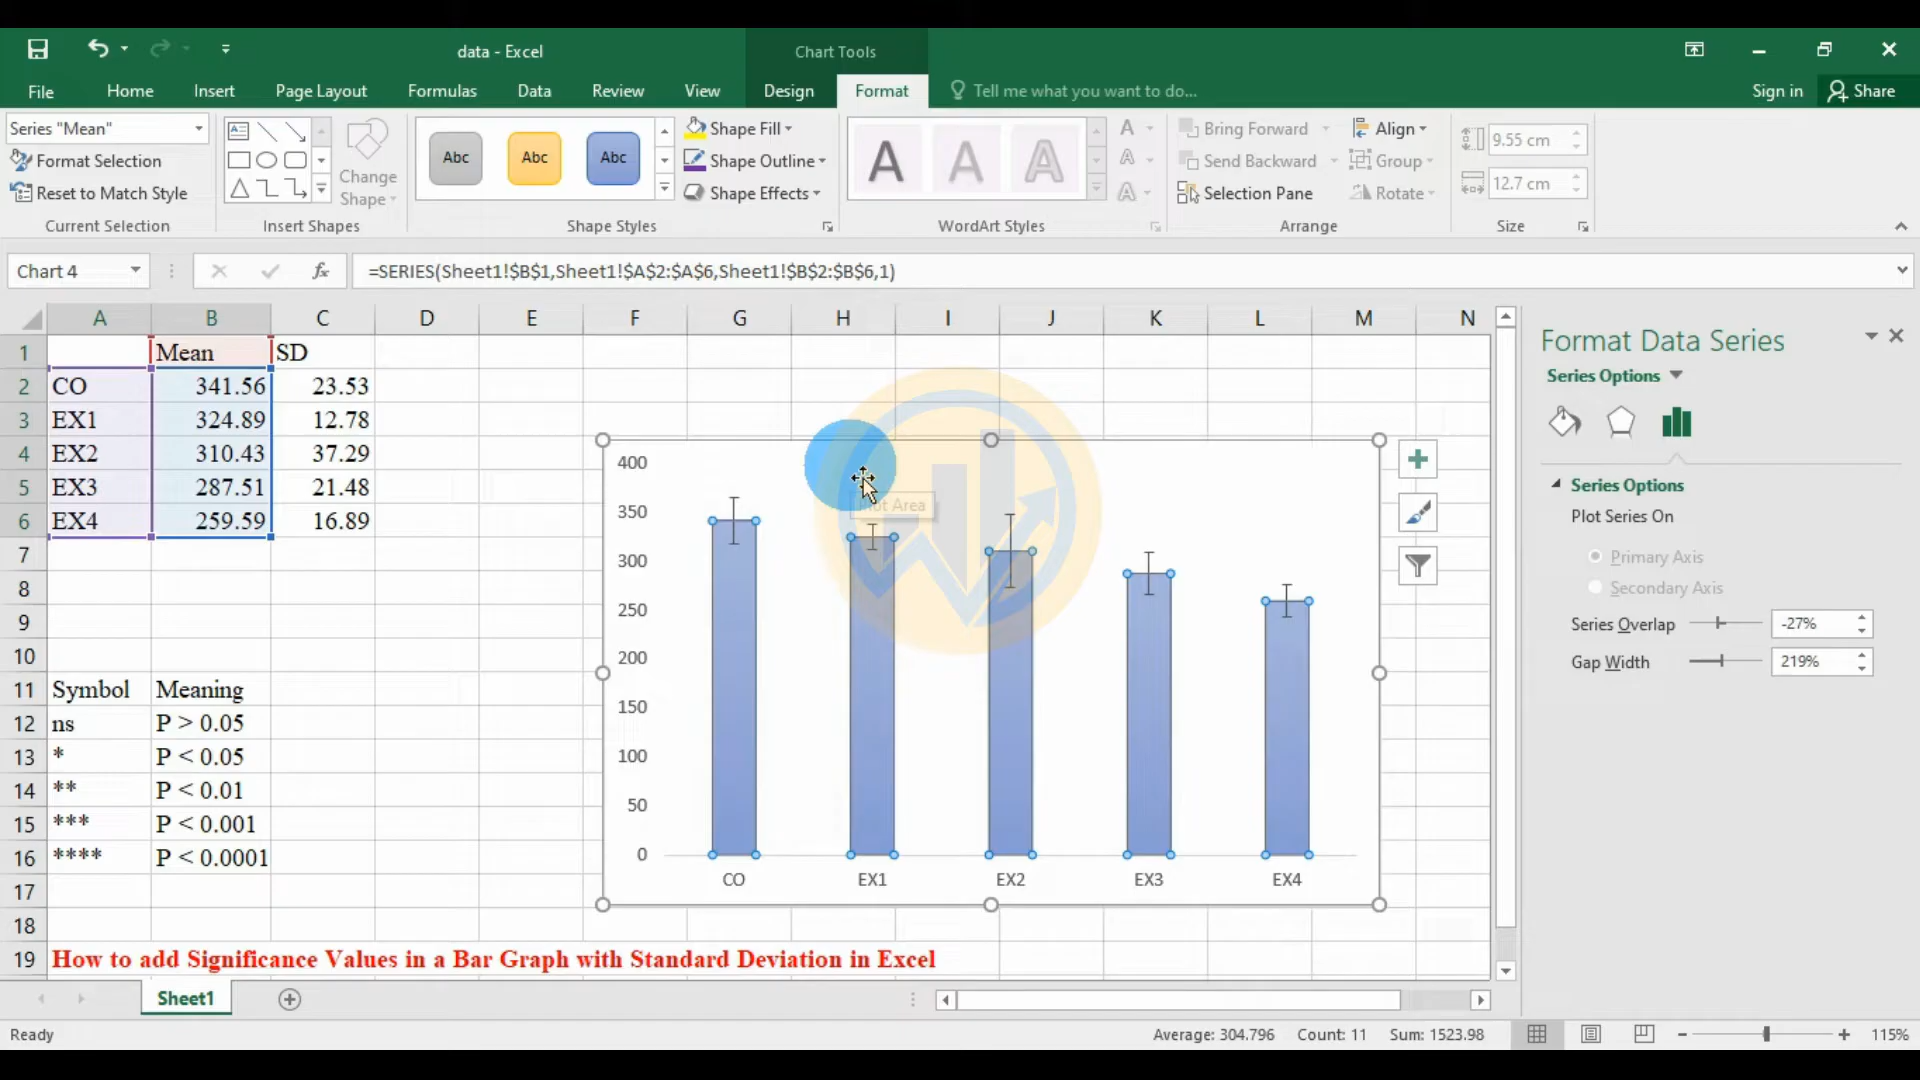 data - Excel
Chart Tools
File Home Insert Page Layout Formulas Data Review View Design Format Tell me what you want to do... Sign in Share
Series "Mean"
Format Selection
Reset to Match Style
Current Selection
Change Shape
Insert Shapes
Abc Abc Abc
Shape Fill
Shape Outline
Shape Effects
Shape Styles
A A A
A
A
A
WordArt Styles
Bring Forward
Send Backward
Selection Pane
Align
Group
Rotate
Arrange
9.55 cm
12.7 cm
Size
Chart 4
fx
=SERIES(Sheet1!$B$1,Sheet1!$A$2:$A$6,Sheet1!$B$2:$B$6,1)
A B C D E F G H I J K L M N
1 Mean SD
2 CO 341.56 23.53
3 EX1 324.89 12.78
4 EX2 310.43 37.29
5 EX3 287.51 21.48
6 EX4 259.59 16.89
7
8
9
10
11 Symbol Meaning
12 ns P > 0.05
13 * P < 0.05
14 ** P < 0.01
15 *** P < 0.001
16 **** P < 0.0001
17
18
19 How to add Significance Values in a Bar Graph with Standard Deviation in Excel
400
350
300
250
200
150
100
50
0
CO EX1 EX2 EX3 EX4
Area
Format Data Series
Series Options
Series Options
Plot Series On
Primary Axis
Secondary Axis
Series Overlap -27%
Gap Width 219%
Sheet1
Ready
Average: 304.796 Count: 11 Sum: 1523.98
115%